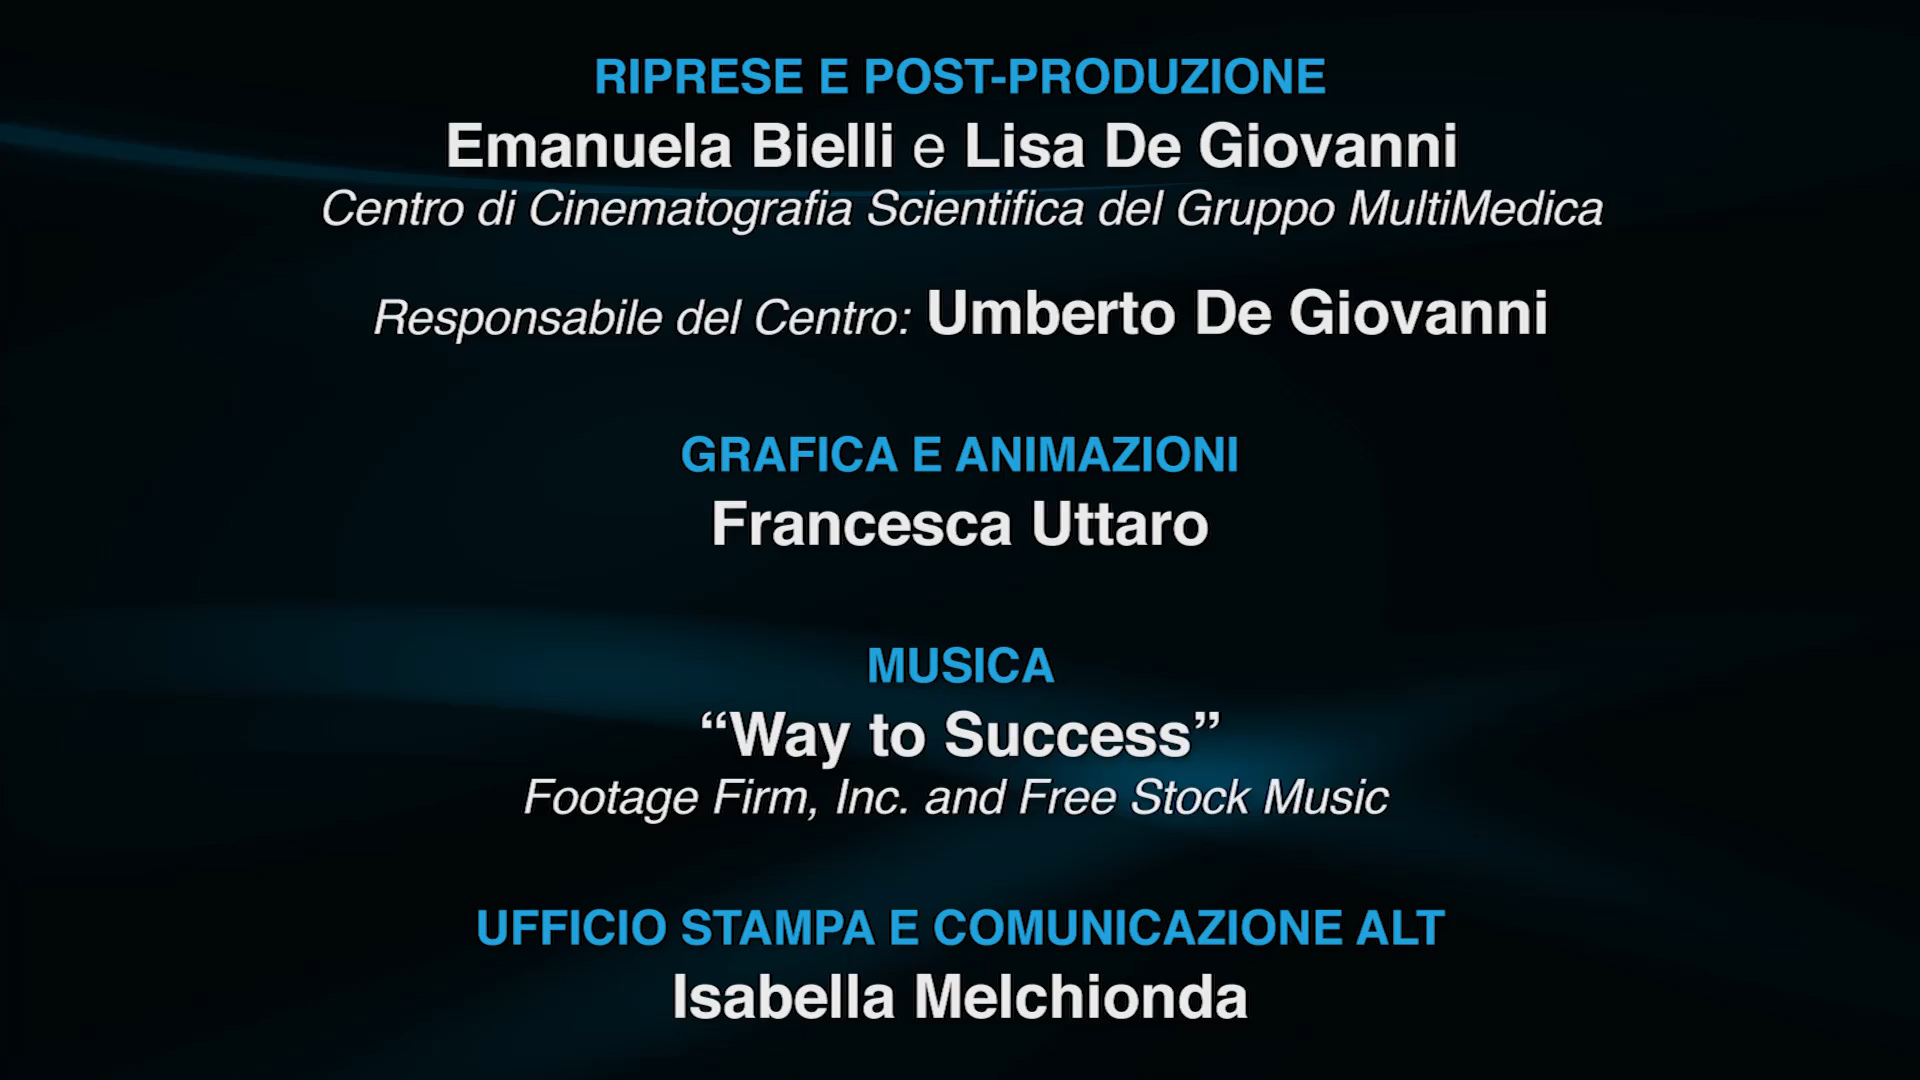 RIPRESE E POST-PRODUZIONE
Emanuela Bielli e Lisa De Giovanni
Centro di Cinematografia Scientifica del Gruppo MultiMedica
Responsabile del Centro: Umberto De Giovanni
GRAFICA E ANIMAZIONI
Francesca Uttaro
MUSICA
“Way to Success”
Footage Firm, Inc. and Free Stock Music
UFFICIO STAMPA E COMUNICAZIONE ALT
Isabella Melchionda